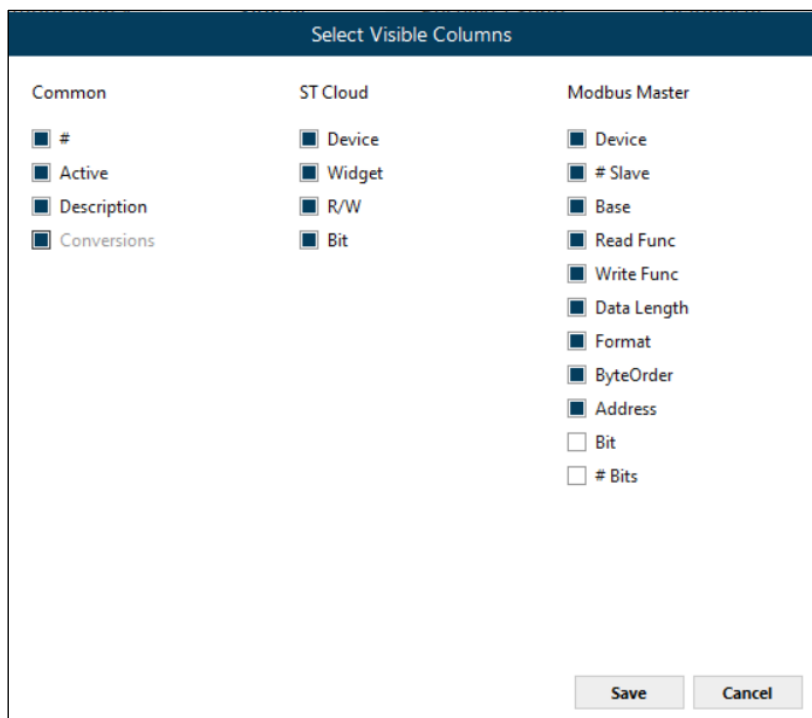 Select Visible Columns
Common
#
Active
Description
Conversions
ST Cloud
Device
Widget
R/W
Bit
Modbus Master
Device
# Slave
Base
Read Func
Write Func
Data Length
Format
ByteOrder
Address
Bit
# Bits
Save
Cancel